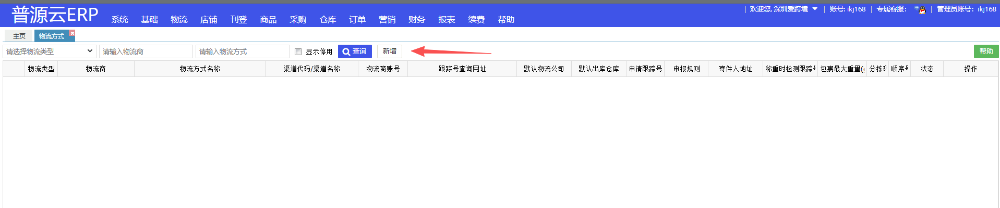 普源云ERP 系统 基础 物流 店铺 刊登 商品 采购 仓库 订单 营销 财务 报表 续费 帮助
欢迎您, 深圳爱跨境 账号: ikj168 专属客服： 管理员账号：ikj168
主页 物流方式
请选择物流类型 请输入物流商 请输入物流方式 显示停用 查询 新增 帮助
物流类型 物流商 物流方式名称 渠道代码/渠道名称 物流商账号 跟踪号查询网址 默认物流公司 默认出库仓库 申请跟踪号 申报规则 寄件人地址 称重时检测跟踪号 包裹最大重量( 分拣 顺序号 状态 操作